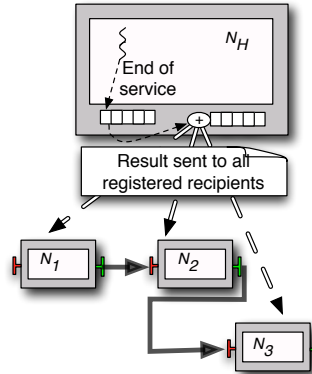 N_H
End of
service
+
Result sent to all
registered recipients
N_1
N_2
N_3